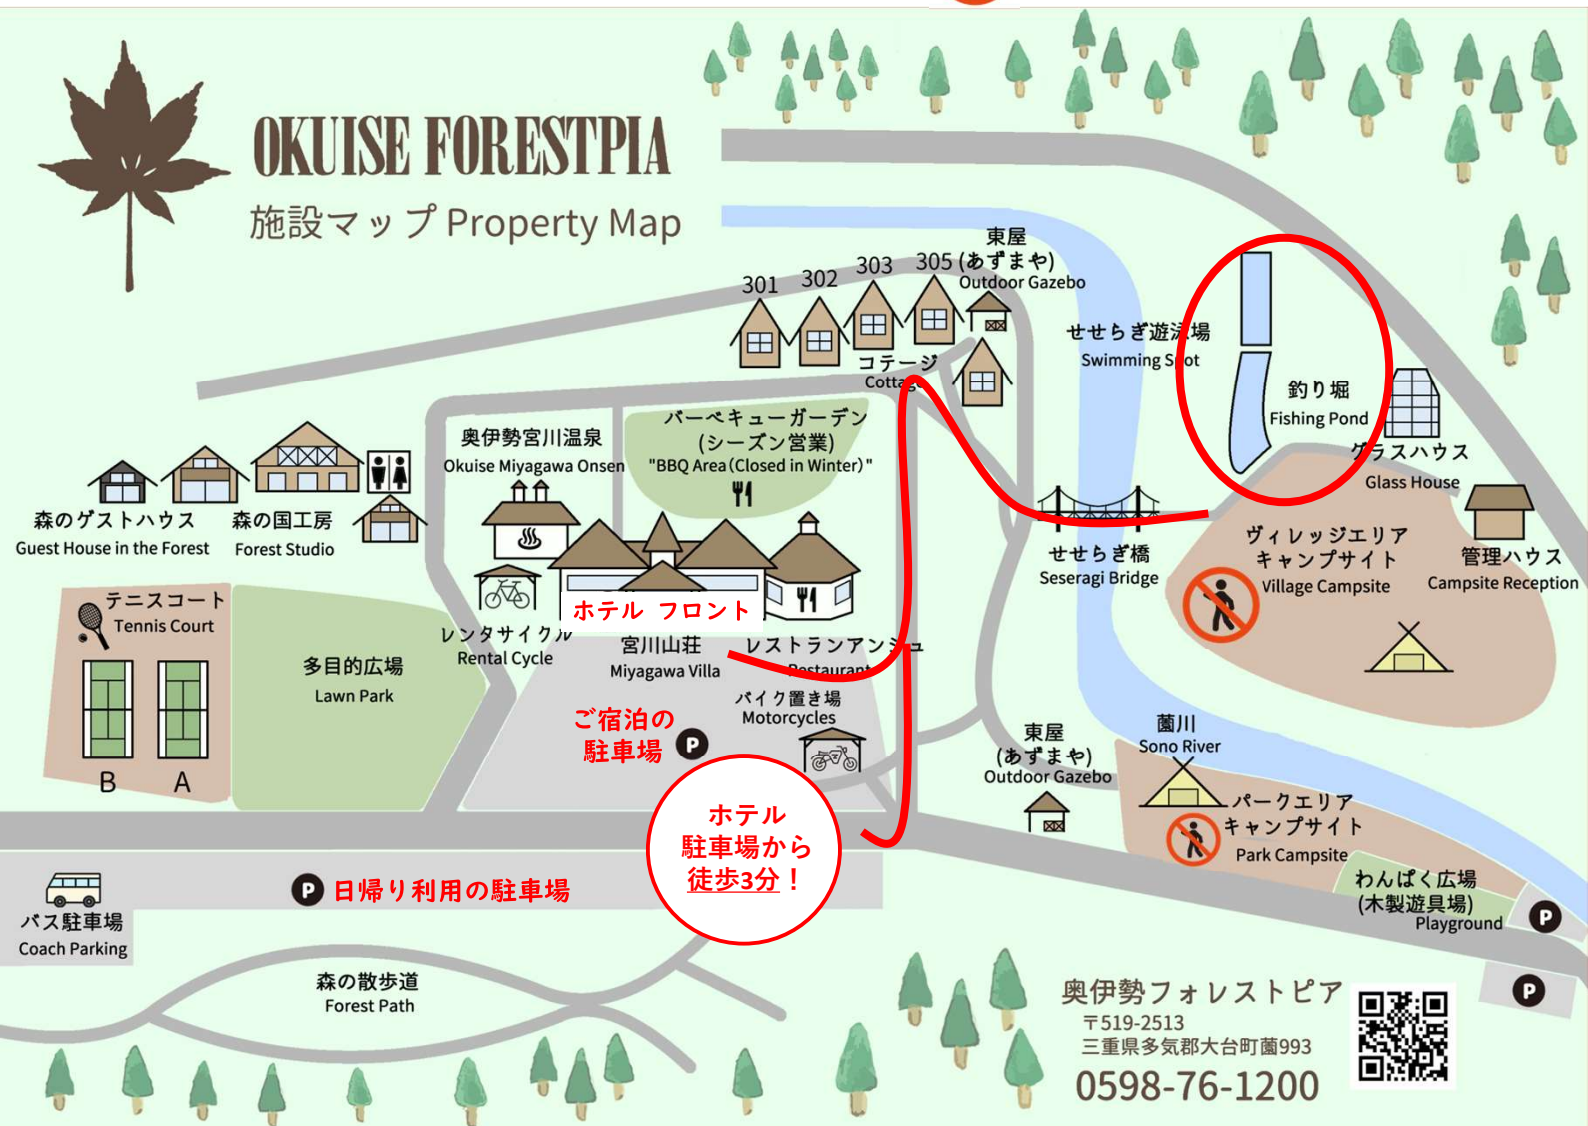 OKUISE FORESTPIA
施設マップ Property Map
301
302
303
305
東屋
(あずまや)
Outdoor Gazebo
コテージ
Cottage
せせらぎ遊泳場
Swimming Spot
釣り堀
Fishing Pond
グラスハウス
Glass House
バーベキューガーデン
(シーズン営業)
"BBQ Area (Closed in Winter)"
奥伊勢宮川温泉
Okuise Miyagawa Onsen
森のゲストハウス
Guest House in the Forest
森の国工房
Forest Studio
せせらぎ橋
Seseragi Bridge
ヴィレッジエリア
キャンプサイト
Village Campsite
管理ハウス
Campsite Reception
テニスコート
Tennis Court
B
A
多目的広場
Lawn Park
レンタサイクル
Rental Cycle
ホテル フロント
宮川山荘
Miyagawa Villa
レストランアンジュ
Restaurant
バイク置き場
Motorcycles
ご宿泊の
駐車場
P
ホテル
駐車場から
徒歩3分！
東屋
(あずまや)
Outdoor Gazebo
薗川
Sono River
パークエリア
キャンプサイト
Park Campsite
わんぱく広場
(木製遊具場)
Playground
P
P
バス駐車場
Coach Parking
P
日帰り利用の駐車場
森の散歩道
Forest Path
奥伊勢フォレストピア
〒519-2513
三重県多気郡大台町薗993
0598-76-1200